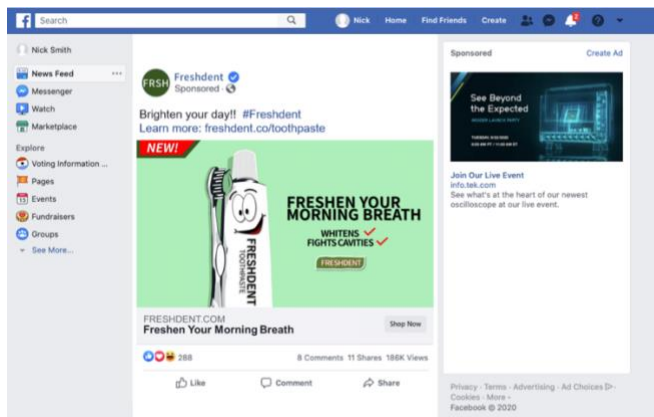 Search
Nick Home Find Friends Create
2
Nick Smith
News Feed
Messenger
Watch
Marketplace
Explore
Voting Information ...
Pages
Events
Fundraisers
Groups
See More...
FRSH
Freshdent
Sponsored ·
Brighten your day!! #Freshdent
Learn more: freshdent.co/toothpaste
NEW!
FRESHDENT
TOOTHPASTE
FRESHEN YOUR
MORNING BREATH
WHITENS
FIGHTS CAVITIES
FRESHDENT
FRESHDENT.COM
Freshen Your Morning Breath
Shop Now
288
8 Comments 11 Shares 186K Views
Like Comment Share
Sponsored Create Ad
See Beyond
the Expected
Join Our Live Event
info.tek.com
See what's at the heart of our newest
oscilloscope at our live event.
Privacy · Terms · Advertising · Ad Choices ·
Cookies · More ·
Facebook © 2020